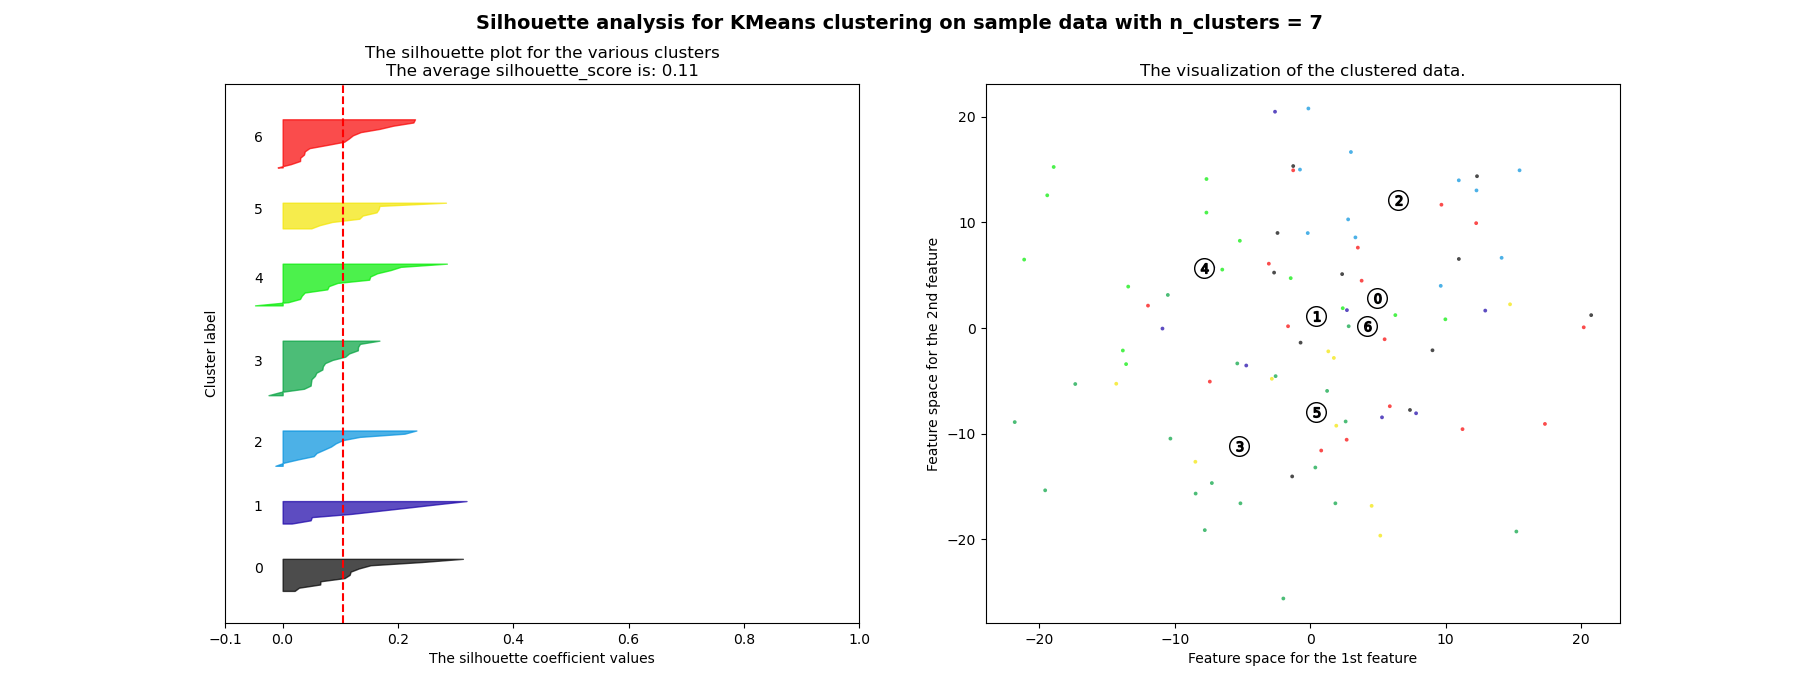 Silhouette analysis for KMeans clustering on sample data with n_clusters = 7
The silhouette plot for the various clusters
The average silhouette_score is: 0.11
Cluster label
6
5
4
3
2
1
0
−0.1 0.0 0.2 0.4 0.6 0.8 1.0
The silhouette coefficient values
The visualization of the clustered data.
Feature space for the 2nd feature
20
10
0
−10
−20
2
4
0
1
6
5
3
−20 −10 0 10 20
Feature space for the 1st feature